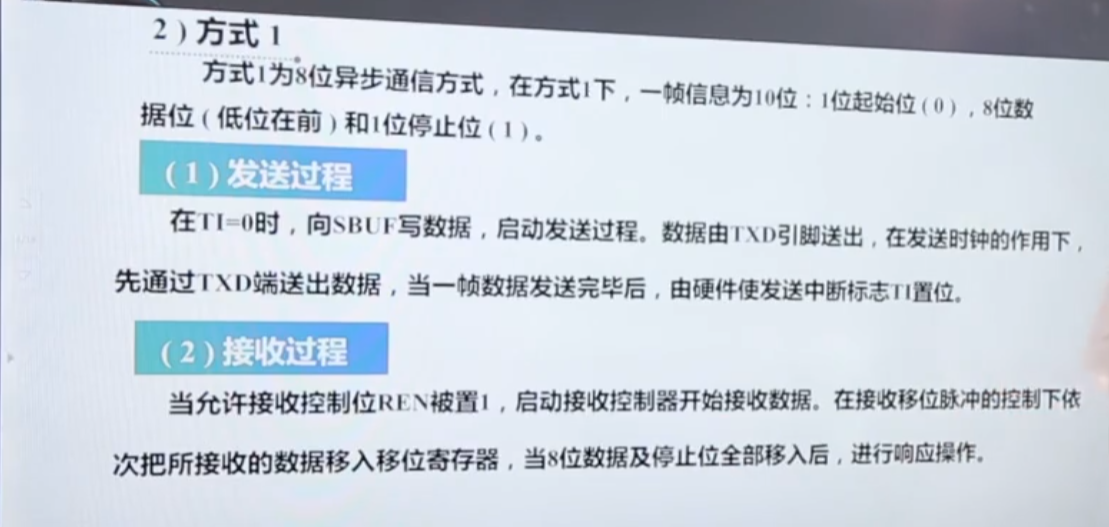 2）方式 1
方式1为8位异步通信方式，在方式1下，一帧信息为10位：1位起始位（0），8位数
据位（低位在前）和1位停止位（1）。
（1）发送过程
在TI=0时，向SBUF写数据，启动发送过程。数据由TXD引脚送出，在发送时钟的作用下，
先通过TXD端送出数据，当一帧数据发送完毕后，由硬件使发送中断标志TI置位。
（2）接收过程
当允许接收控制位REN被置1，启动接收控制器开始接收数据。在接收移位脉冲的控制下依
次把所接收的数据移入移位寄存器，当8位数据及停止位全部移入后，进行响应操作。